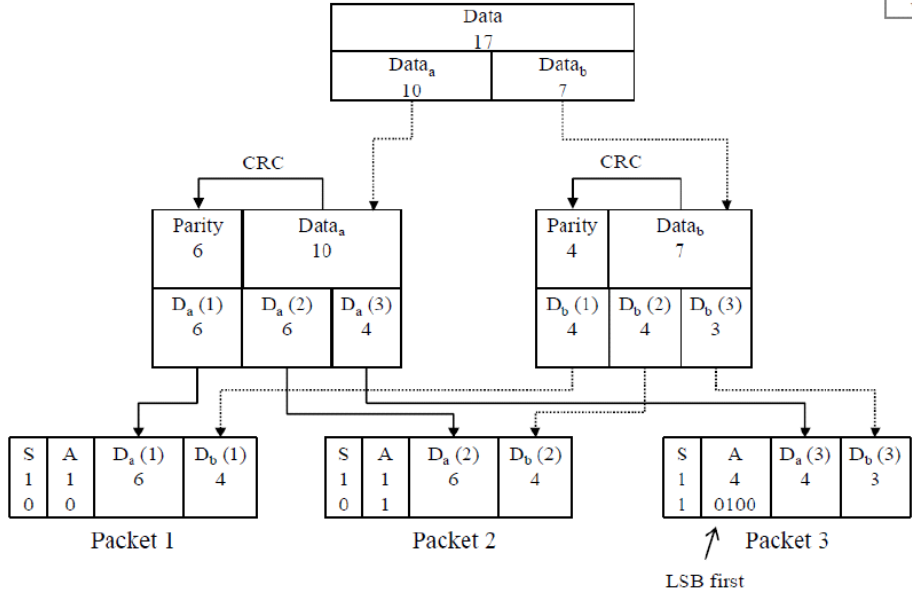 Data
17
Data_a Data_b
10 7
CRC CRC
Parity Data_a Parity Data_b
6 10 4 7
D_a (1) D_a (2) D_a (3) D_b (1) D_b (2) D_b (3)
6 6 4 4 4 3
S A D_a (1) D_b (1) S A D_a (2) D_b (2) S A D_a (3) D_b (3)
1 1 6 4 1 1 6 4 1 4 4 3
0 0 0 1 1 0100
Packet 1 Packet 2 Packet 3
LSB first